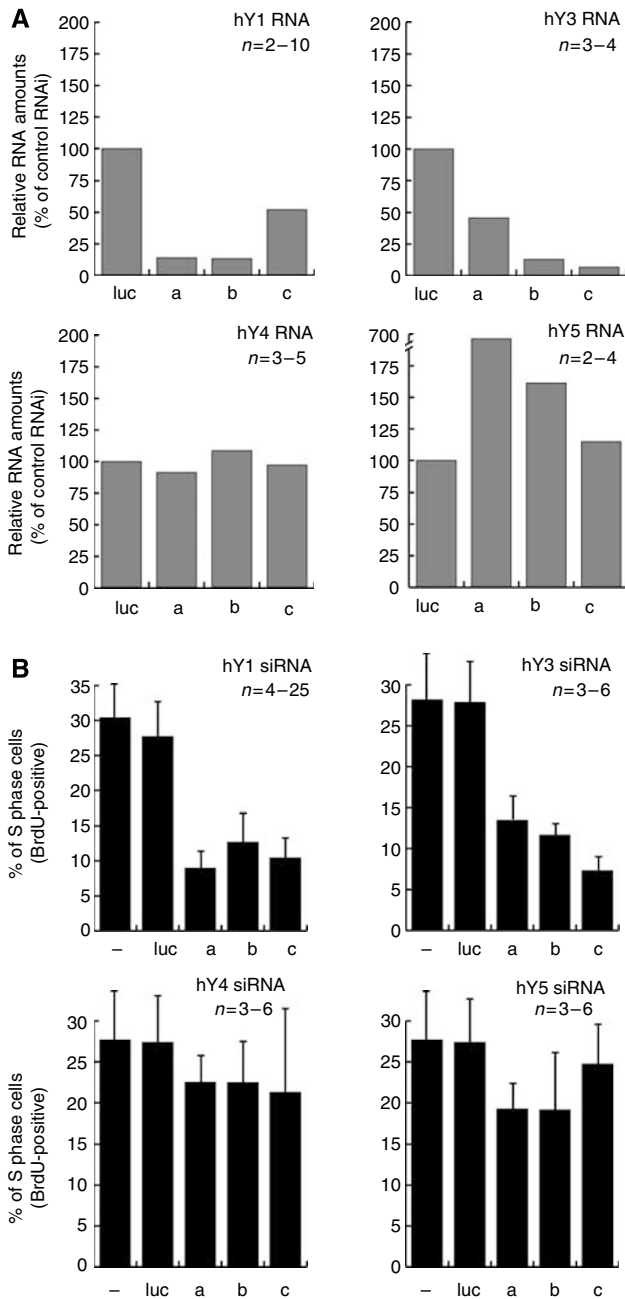 A
hY1 RNA
n=2–10
Relative RNA amounts
(% of control RNAi)
200
175
150
125
100
75
50
25
0
luc a b c
hY3 RNA
n=3–4
200
175
150
125
100
75
50
25
0
luc a b c
hY4 RNA
n=3–5
Relative RNA amounts
(% of control RNAi)
200
175
150
125
100
75
50
25
0
luc a b c
hY5 RNA
n=2–4
700
175
150
125
100
75
50
25
0
luc a b c
B
hY1 siRNA
n=4–25
% of S phase cells
(BrdU-positive)
35
30
25
20
15
10
5
0
– luc a b c
hY3 siRNA
n=3–6
30
25
20
15
10
5
0
– luc a b c
hY4 siRNA
n=3–6
% of S phase cells
(BrdU-positive)
30
25
20
15
10
5
0
– luc a b c
hY5 siRNA
n=3–6
30
25
20
15
10
5
0
– luc a b c